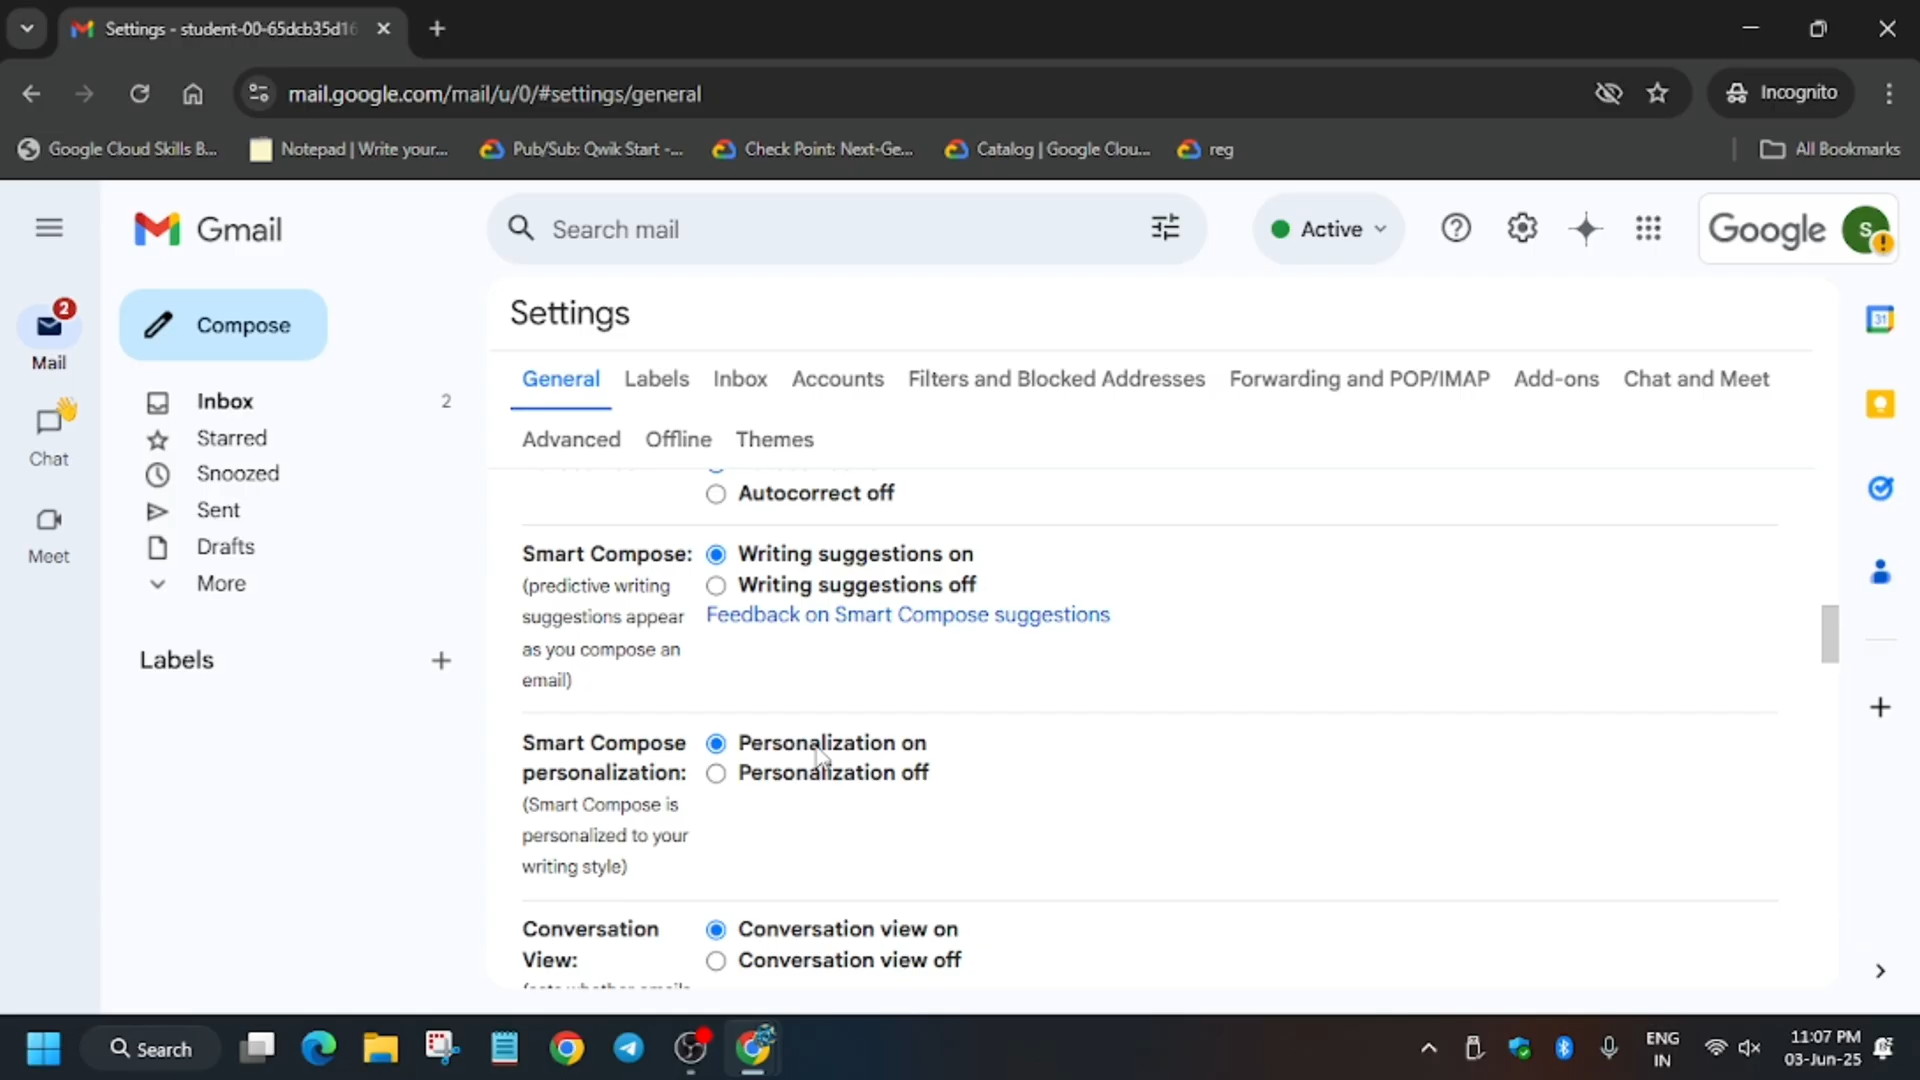 Settings - student-00-65dcb35d16
mail.google.com/mail/u/0/#settings/general
Incognito
Google Cloud Skills B...
Notepad | Write your...
Pub/Sub: Qwik Start -...
Check Point: Next-Ge...
Catalog | Google Clou...
reg
All Bookmarks
Gmail
Search mail
Active
Google
S
2
Mail
Chat
Meet
Compose
Inbox 2
Starred
Snoozed
Sent
Drafts
More
Labels
Settings
General Labels Inbox Accounts Filters and Blocked Addresses Forwarding and POP/IMAP Add-ons Chat and Meet
Advanced Offline Themes
Autocorrect off
Smart Compose:
(predictive writing
suggestions appear
as you compose an
email)
Writing suggestions on
Writing suggestions off
Feedback on Smart Compose suggestions
Smart Compose
personalization:
(Smart Compose is
personalized to your
writing style)
Personalization on
Personalization off
Conversation
View:
Conversation view on
Conversation view off
31
Search
ENG
IN
11:07 PM
03-Jun-25